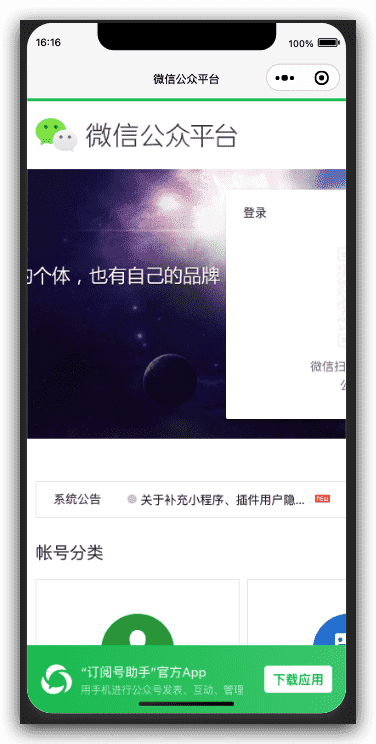 16:16
100%
微信公众平台
微信公众平台
的个体，也有自己的品牌
登录
微信扫
公
系统公告
关于补充小程序、插件用户隐...
帐号分类
“订阅号助手”官方App
用手机进行公众号发表、互动、管理
下载应用